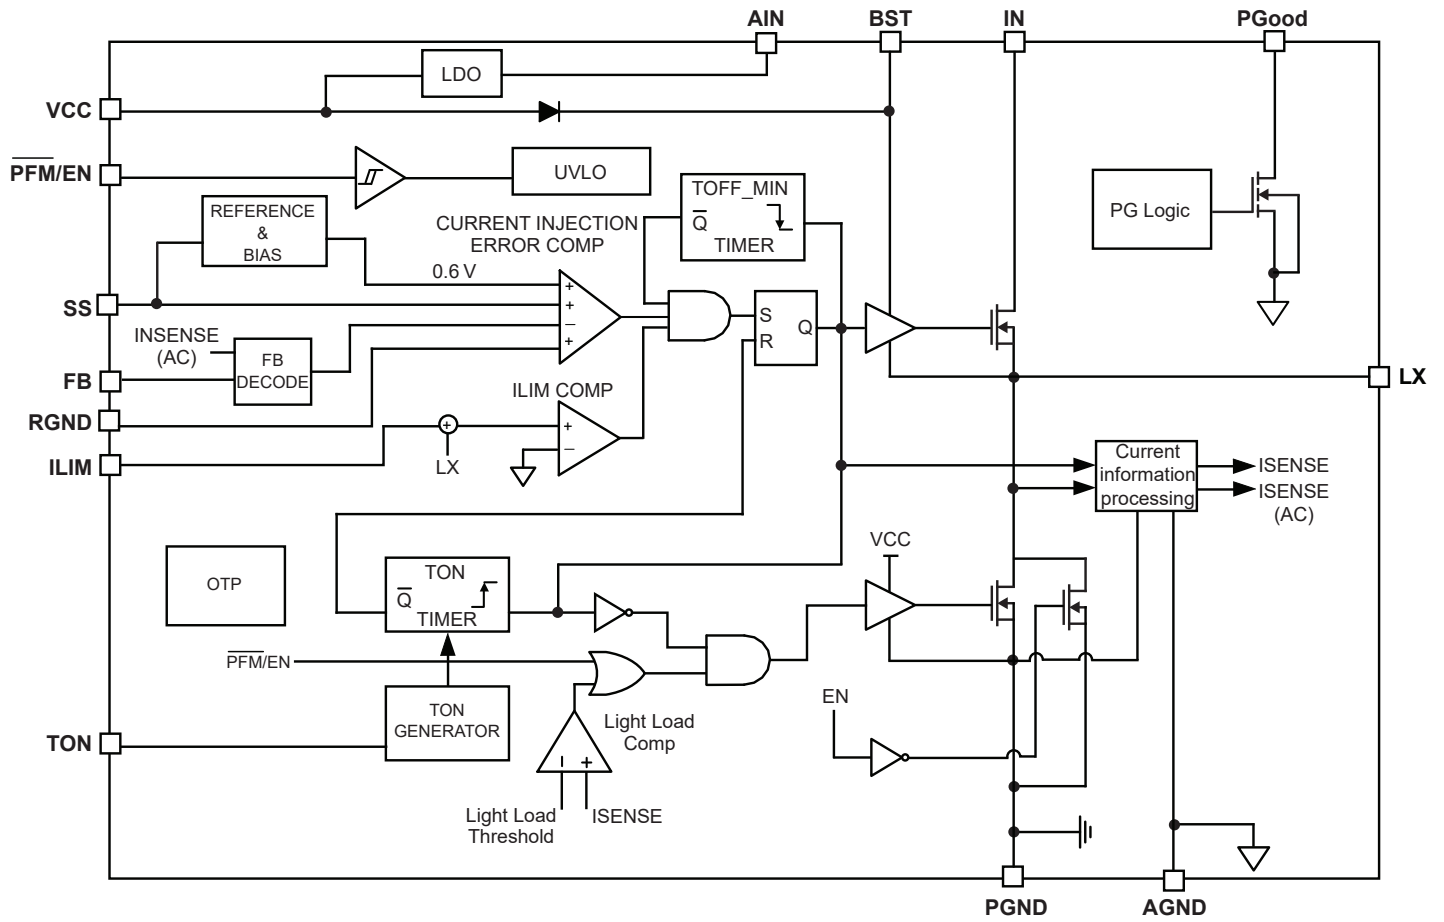 AIN
BST
IN
PGood
LDO
VCC
PFM/EN
UVLO
TOFF_MIN
Q
TIMER
PG Logic
REFERENCE
&
BIAS
CURRENT INJECTION
ERROR COMP
0.6 V
+
+
–
+
SS
S
R
Q
INSENSE
(AC)
FB
DECODE
FB
LX
ILIM COMP
RGND
+
+
–
LX
ILIM
Current
information
processing
ISENSE
ISENSE
(AC)
VCC
OTP
TON
Q
TIMER
PFM/EN
TON
GENERATOR
TON
EN
Light Load
Comp
– +
Light Load
Threshold
ISENSE
PGND
AGND